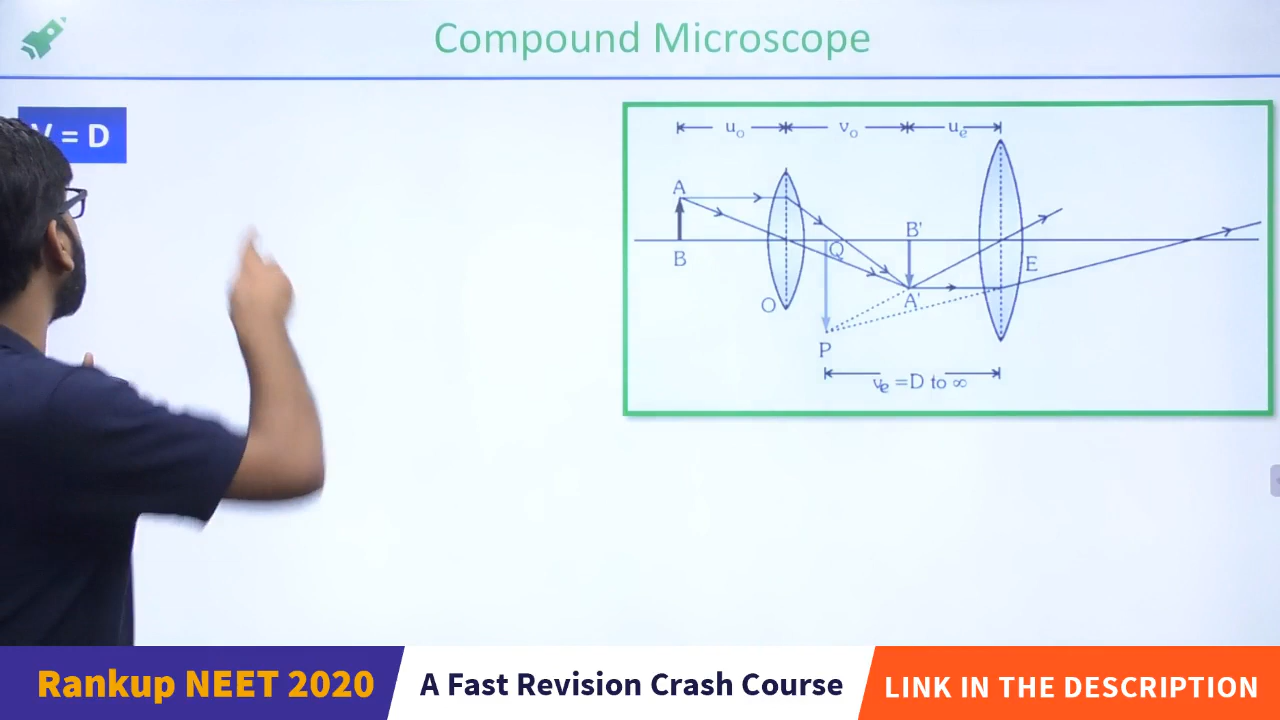 Compound Microscope
V = D
u₀ v₀ uₑ
A
B'
Q
B
E
A'
O
P
vₑ =D to ∞
Rankup NEET 2020
A Fast Revision Crash Course
LINK IN THE DESCRIPTION